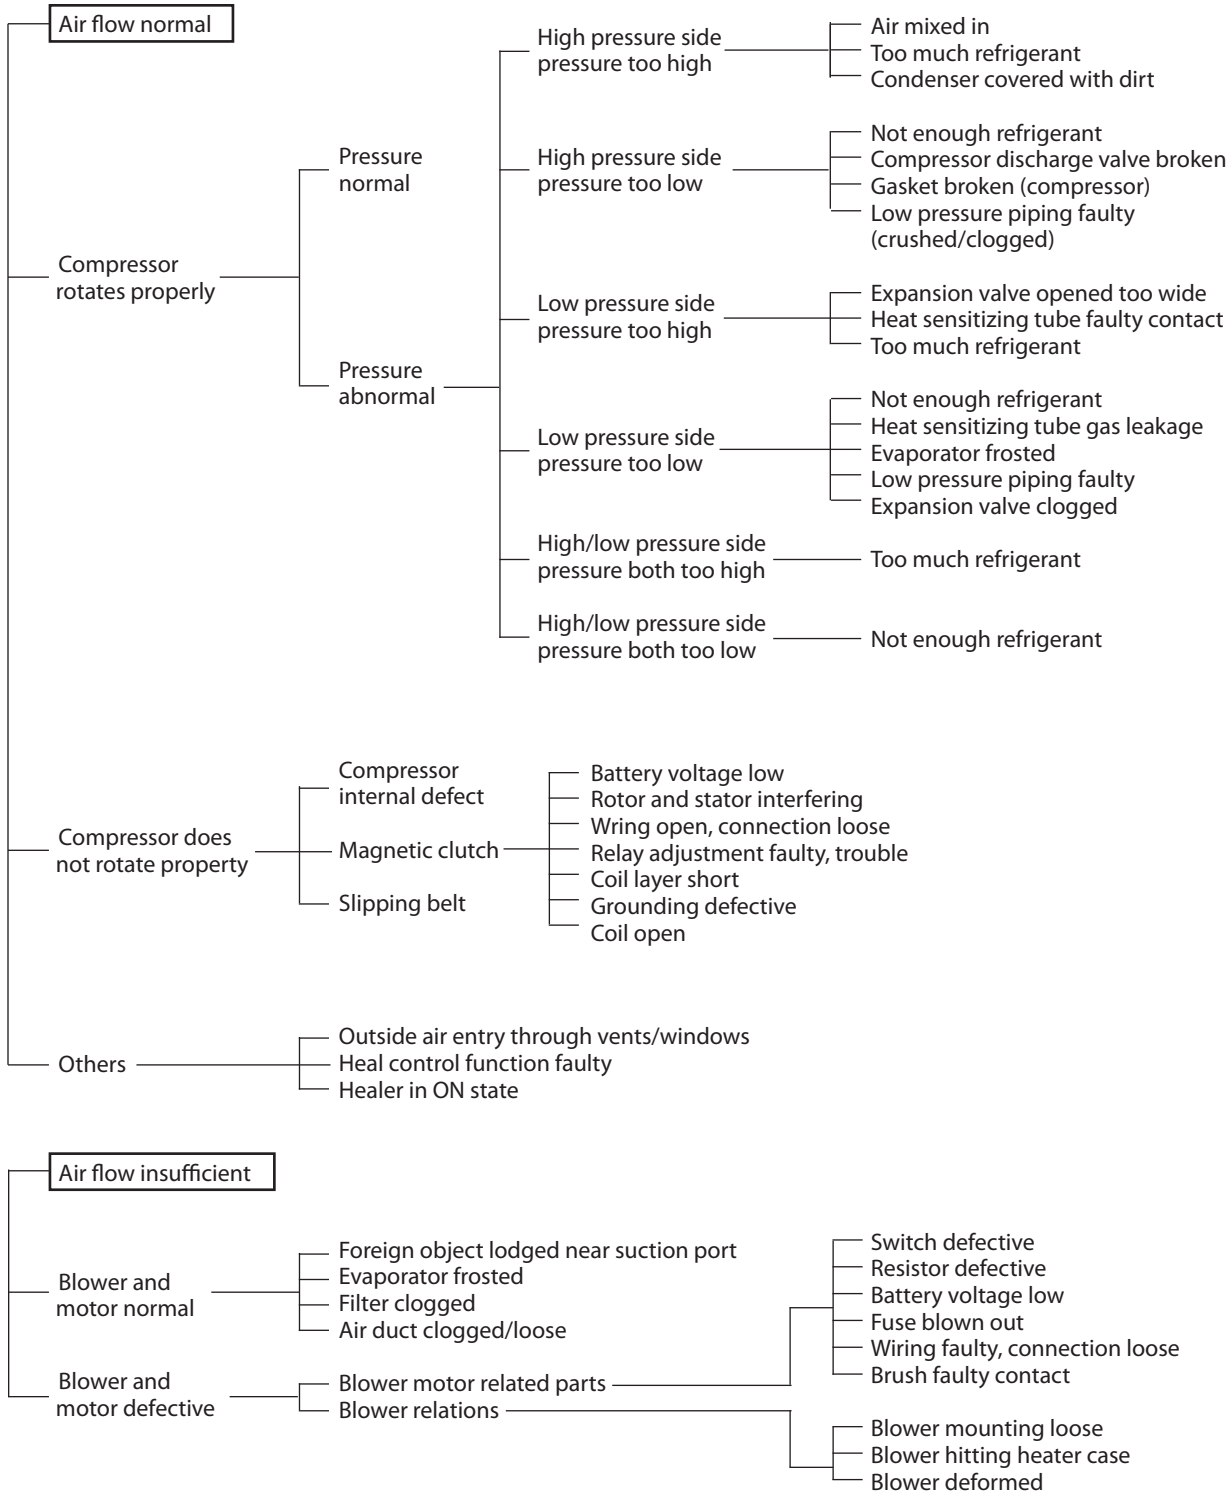 Air flow normal
High pressure side
pressure too high
Air mixed in
Too much refrigerant
Condenser covered with dirt
Pressure
normal
High pressure side
pressure too low
Not enough refrigerant
Compressor discharge valve broken
Gasket broken (compressor)
Low pressure piping faulty
(crushed/clogged)
Compressor
rotates properly
Low pressure side
pressure too high
Expansion valve opened too wide
Heat sensitizing tube faulty contact
Too much refrigerant
Pressure
abnormal
Low pressure side
pressure too low
Not enough refrigerant
Heat sensitizing tube gas leakage
Evaporator frosted
Low pressure piping faulty
Expansion valve clogged
High/low pressure side
pressure both too high
Too much refrigerant
High/low pressure side
pressure both too low
Not enough refrigerant
Compressor does
not rotate property
Compressor
internal defect
Magnetic clutch
Slipping belt
Battery voltage low
Rotor and stator interfering
Wring open, connection loose
Relay adjustment faulty, trouble
Coil layer short
Grounding defective
Coil open
Others
Outside air entry through vents/windows
Heal control function faulty
Healer in ON state
Air flow insufficient
Blower and
motor normal
Foreign object lodged near suction port
Evaporator frosted
Filter clogged
Air duct clogged/loose
Blower and
motor defective
Blower motor related parts
Blower relations
Switch defective
Resistor defective
Battery voltage low
Fuse blown out
Wiring faulty, connection loose
Brush faulty contact
Blower mounting loose
Blower hitting heater case
Blower deformed